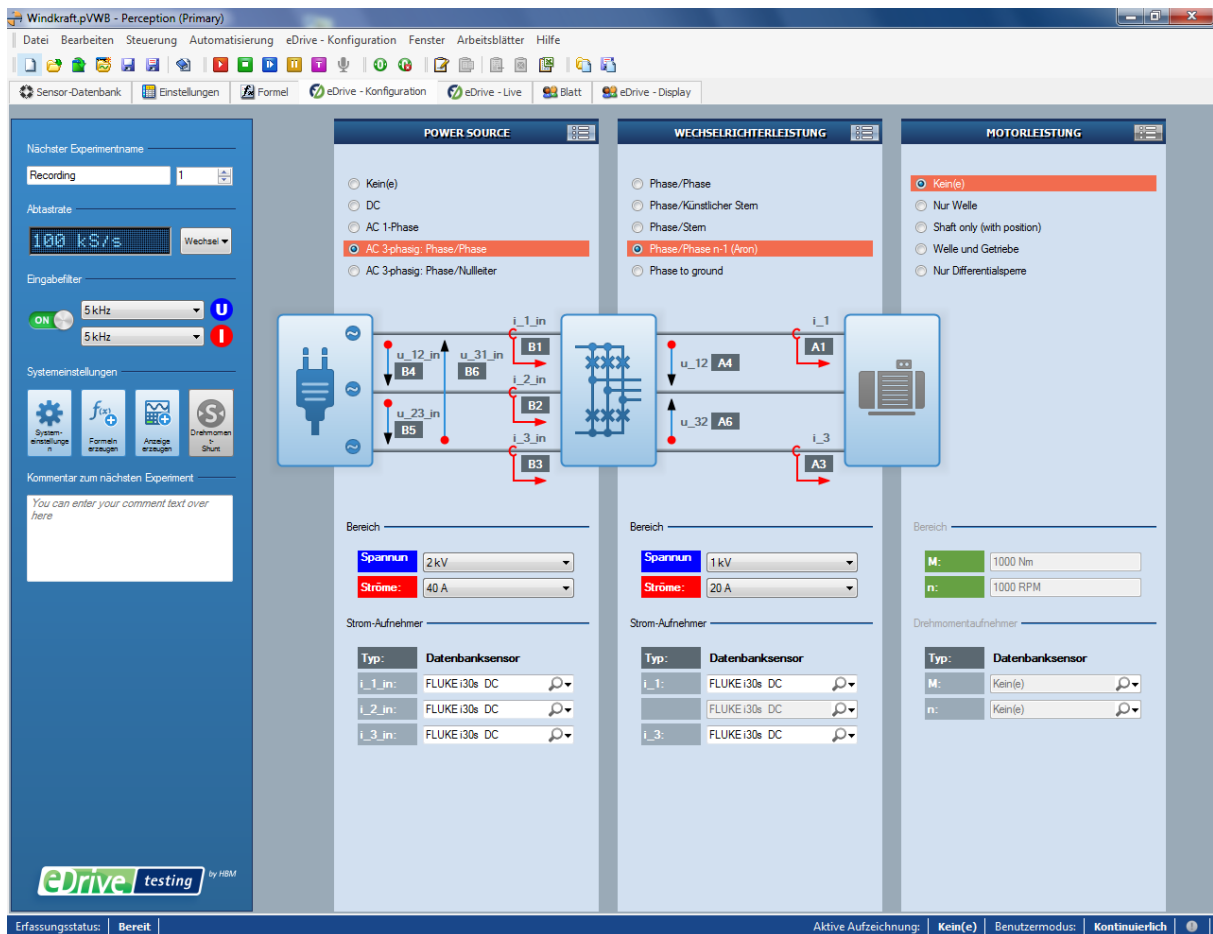 Windkraft.pVWB - Perception (Primary)
Datei Bearbeiten Steuerung Automatisierung eDrive - Konfiguration Fenster Arbeitsblätter Hilfe
Sensor-Datenbank Einstellungen Formel eDrive - Konfiguration eDrive - Live Blatt eDrive - Display
Nächster Experimentname
Recording 1
Abtastrate
100 kS/s Wechsel
Eingabefilter
ON 5 kHz U
5 kHz I
Systemeinstellungen
System-
einstellunge
n
Formeln
erzeugen
Anzeige
erzeugen
Drehmomen
t-
Shunt
Kommentar zum nächsten Experiment
You can enter your comment text over
here
eDrive testing by HBM
POWER SOURCE
Kein(e)
DC
AC 1-Phase
AC 3-phasig: Phase/Phase
AC 3-phasig: Phase/Nullleiter
WECHSELRICHTERLEISTUNG
Phase/Phase
Phase/Künstlicher Stern
Phase/Stern
Phase/Phase n-1 (Aron)
Phase to ground
MOTORLEISTUNG
Kein(e)
Nur Welle
Shaft only (with position)
Welle und Getriebe
Nur Differentialsperre
i_1_in
B1
u_12_in
B4
u_31_in
B6
i_2_in
B2
u_23_in
B5
i_3_in
B3
i_1
A1
u_12 A4
u_32 A6
i_3
A3
Bereich
Spannun 2 kV
Ströme: 40 A
Strom-Aufnehmer
Typ: Datenbanksensor
i_1_in: FLUKE i30s DC
i_2_in: FLUKE i30s DC
i_3_in: FLUKE i30s DC
Bereich
Spannun 1 kV
Ströme: 20 A
Strom-Aufnehmer
Typ: Datenbanksensor
i_1: FLUKE i30s DC
FLUKE i30s DC
i_3: FLUKE i30s DC
Bereich
M: 1000 Nm
n: 1000 RPM
Drehmomentaufnehmer
Typ: Datenbanksensor
M: Kein(e)
n: Kein(e)
Erfassungsstatus: Bereit Aktive Aufzeichnung: Kein(e) Benutzermodus: Kontinuierlich